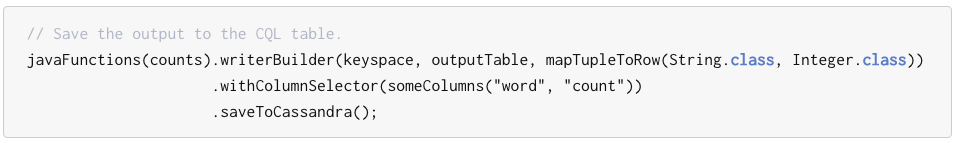 // Save the output to the CQL table.
javaFunctions(counts).writerBuilder(keyspace, outputTable, mapTupleToRow(String.class, Integer.class))
.withColumnSelector(someColumns("word", "count"))
.saveToCassandra();